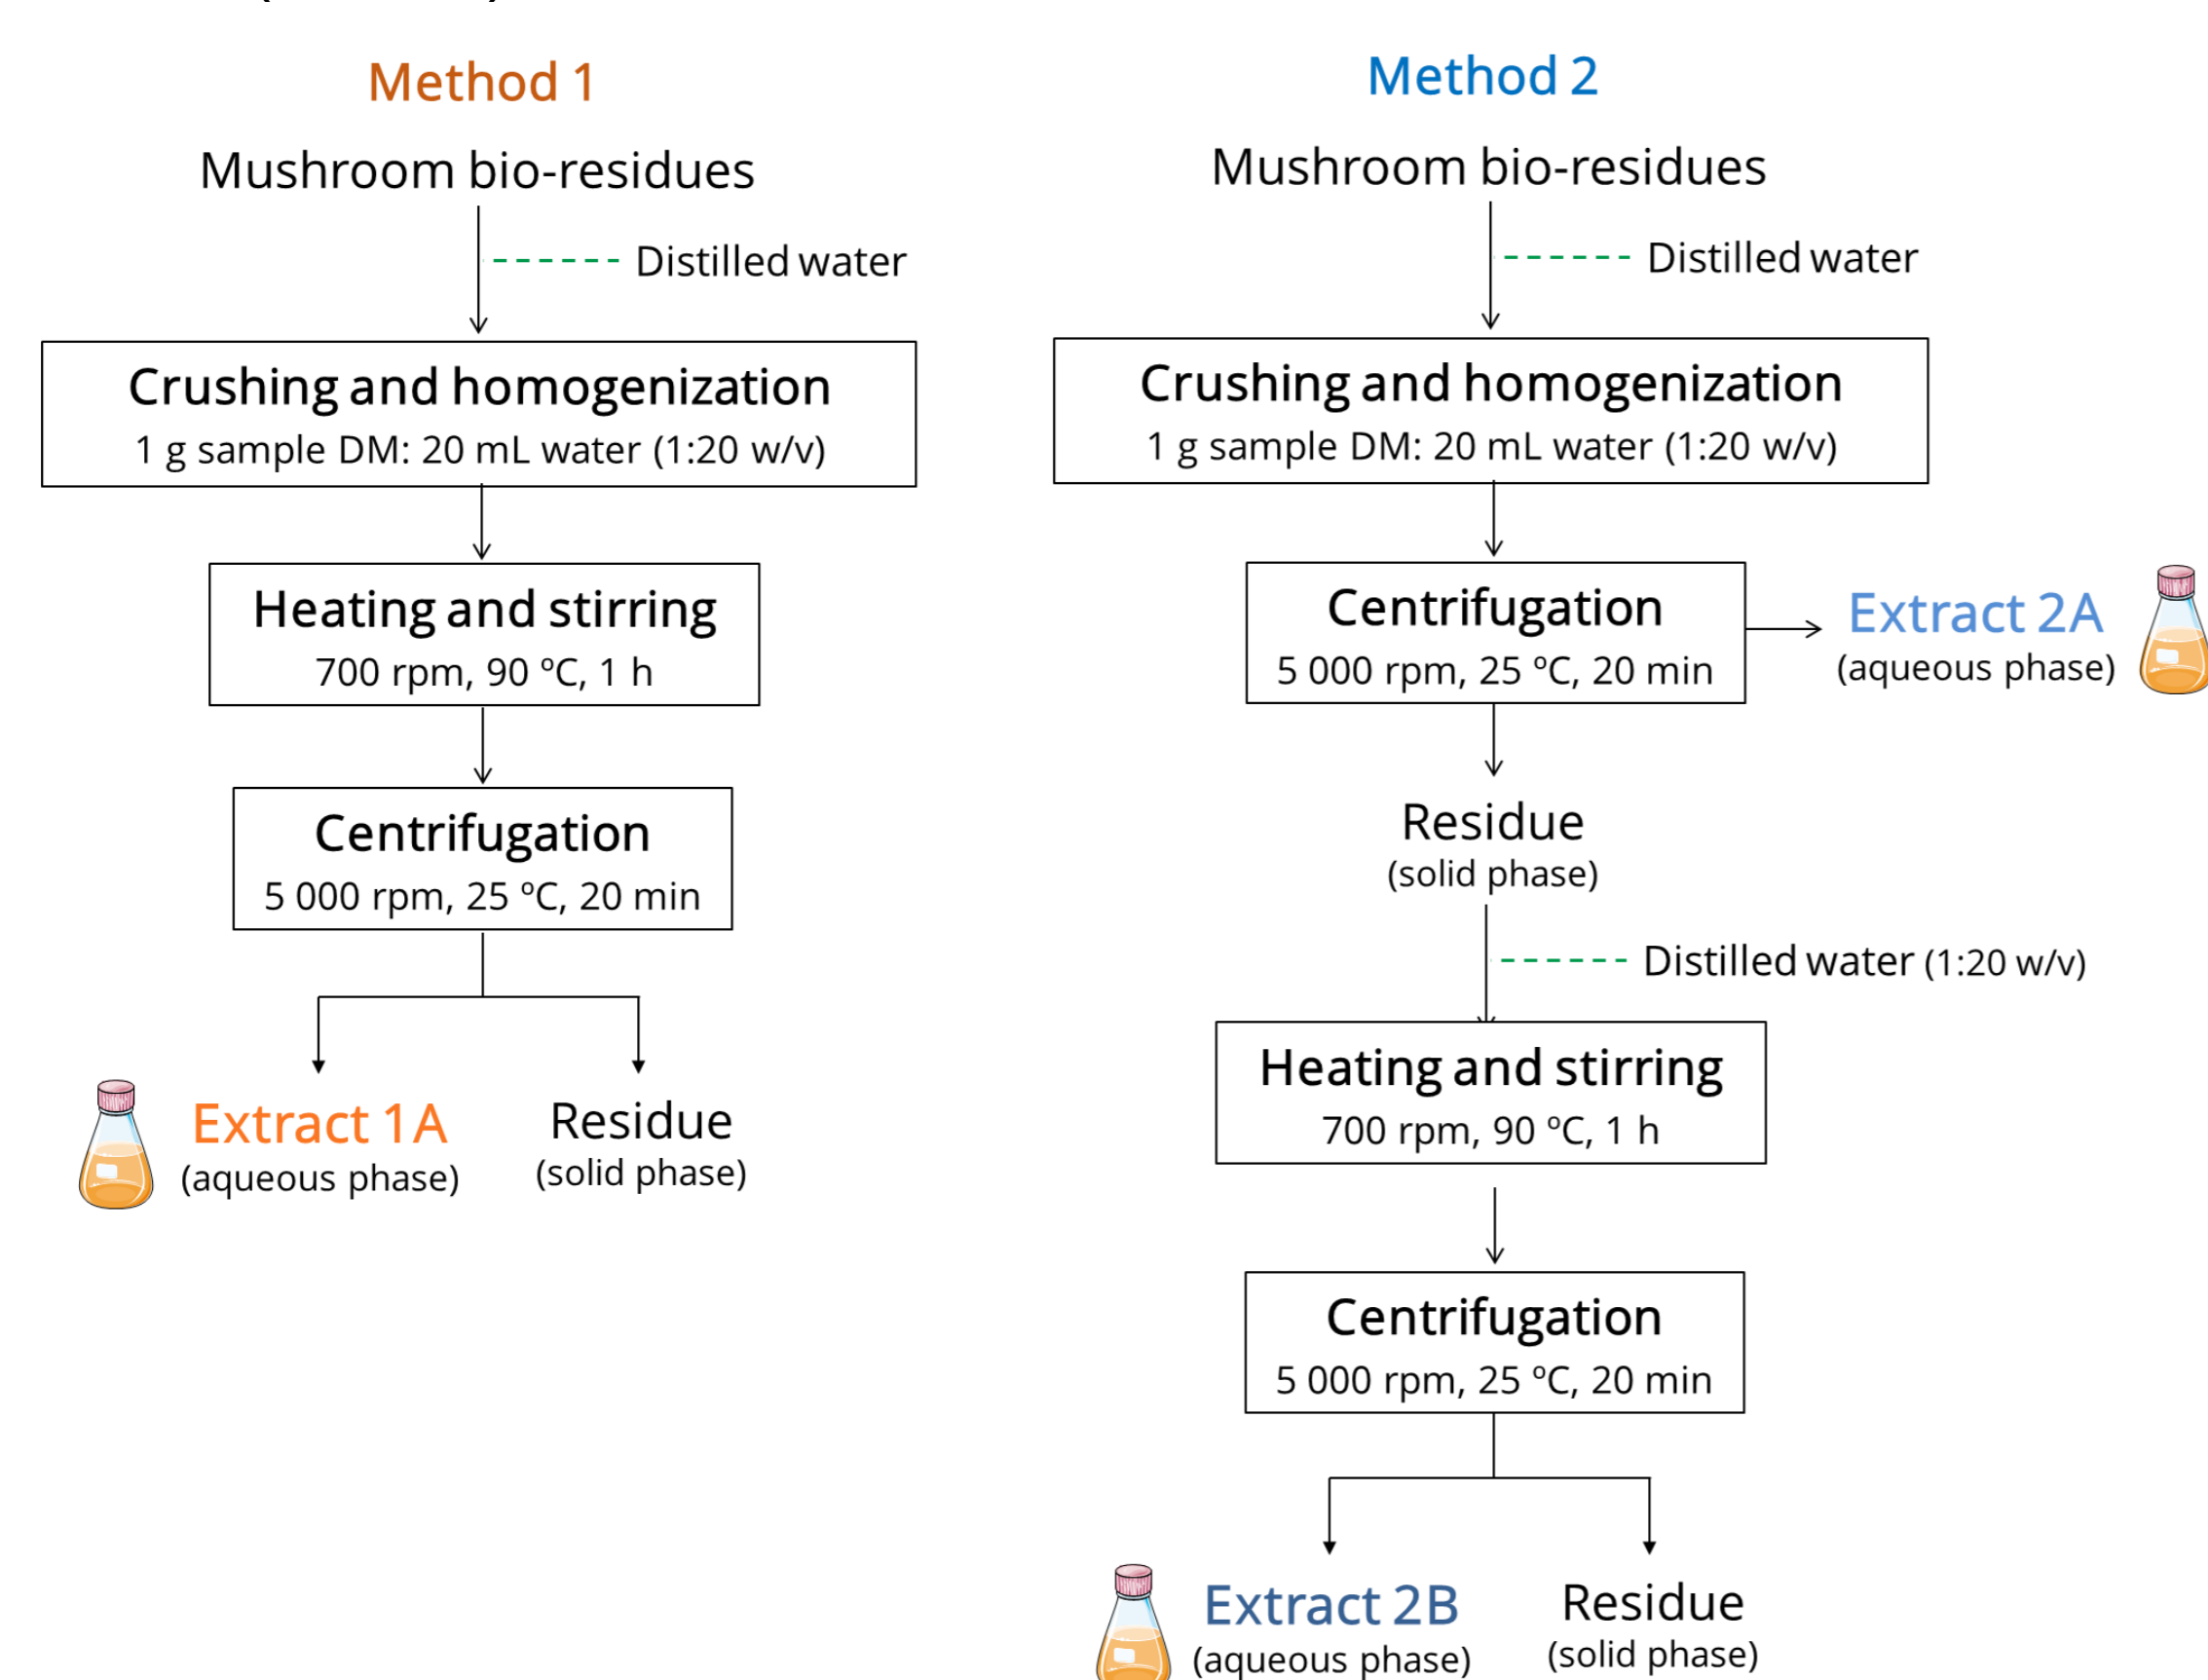 Method 1
Mushroom bio-residues
Distilled water
Crushing and homogenization
1 g sample DM: 20 mL water (1:20 w/v)
Heating and stirring
700 rpm, 90 ºC, 1 h
Centrifugation
5 000 rpm, 25 ºC, 20 min
Extract 1A
(aqueous phase)
Residue
(solid phase)
Method 2
Mushroom bio-residues
Distilled water
Crushing and homogenization
1 g sample DM: 20 mL water (1:20 w/v)
Centrifugation
5 000 rpm, 25 ºC, 20 min
Extract 2A
(aqueous phase)
Residue
(solid phase)
Distilled water (1:20 w/v)
Heating and stirring
700 rpm, 90 ºC, 1 h
Centrifugation
5 000 rpm, 25 ºC, 20 min
Extract 2B
(aqueous phase)
Residue
(solid phase)